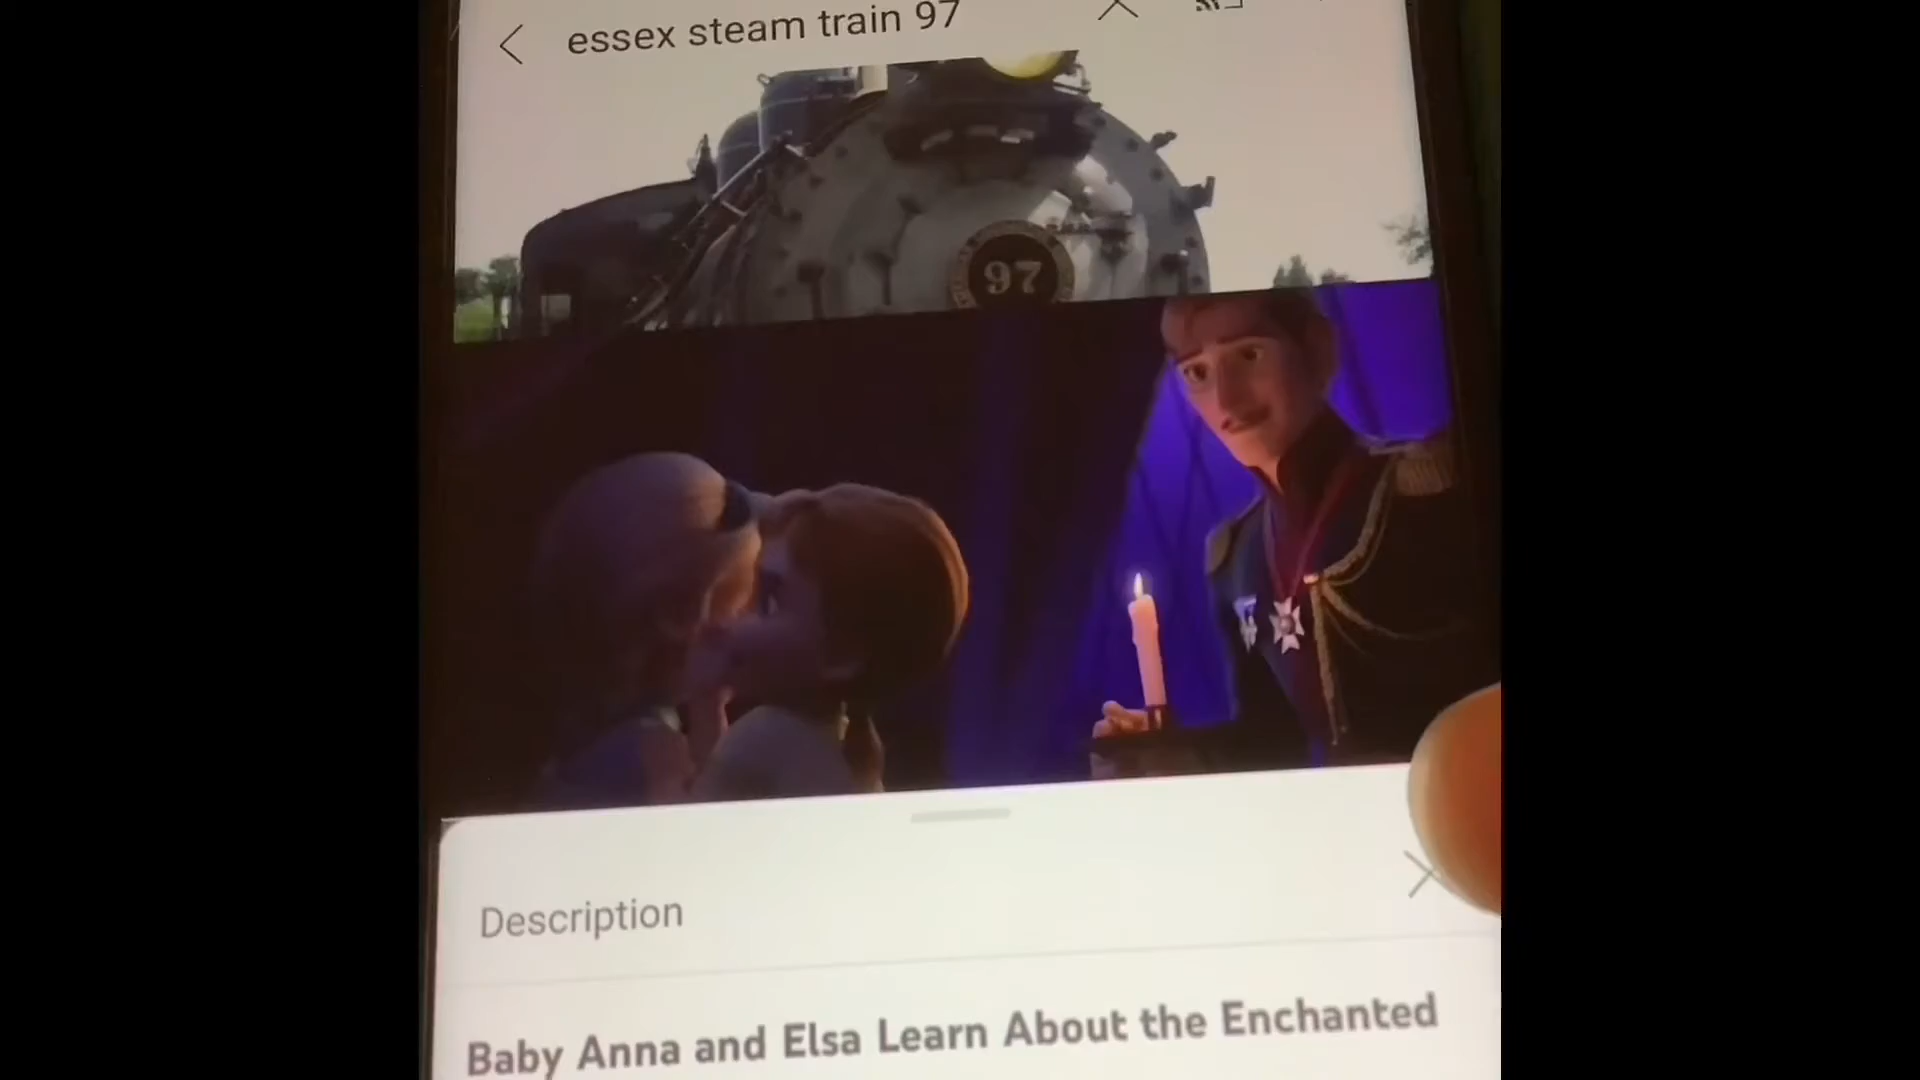 essex steam train 97
97
Description
Baby Anna and Elsa Learn About the Enchanted